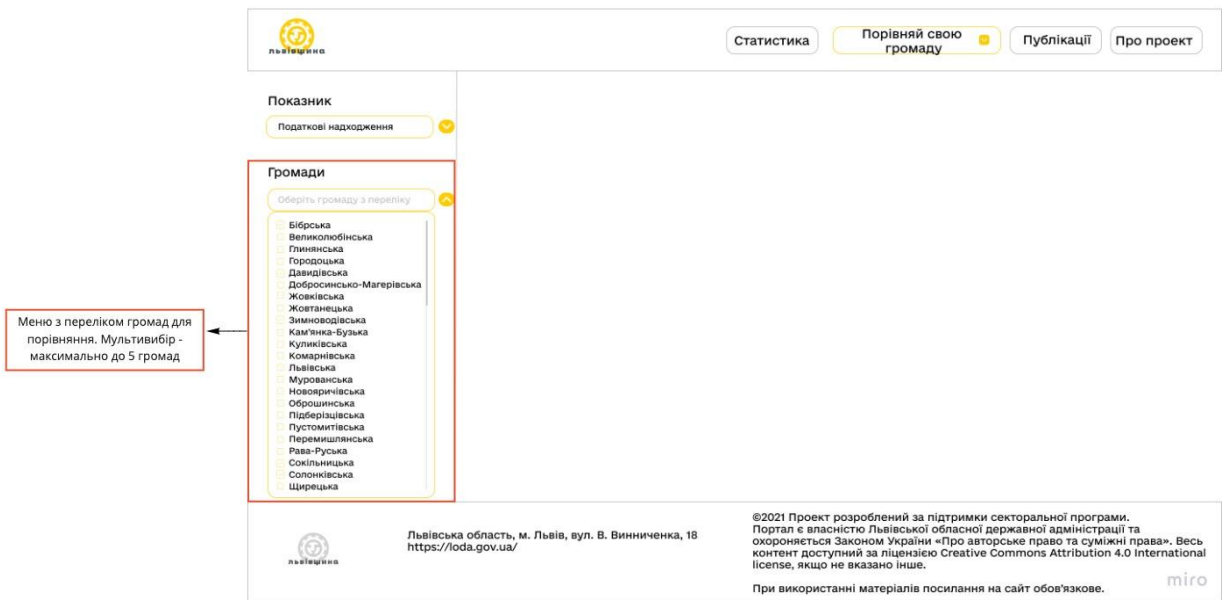 львівщина
Статистика
Порівняй свою
громаду
Публікації
Про проект
Показник
Податкові надходження
Громади
Оберіть громаду з переліку
Бібрська
Великолюбінська
Глинянська
Городоцька
Давидівська
Добросинсько-Магерівська
Жовківська
Жовтанецька
Зимноводівська
Кам'янка-Бузька
Куликівська
Комарнівська
Львівська
Мурованська
Новояричівська
Оброшинська
Підберізцівська
Пустомитівська
Перемишлянська
Рава-Руська
Сокільницька
Солонківська
Щирецька
Меню з переліком громад для
порівняння. Мультивибір -
максимально до 5 громад
львівщина
Львівська область, м. Львів, вул. В. Винниченка, 18
https://loda.gov.ua/
©2021 Проект розроблений за підтримки секторальної програми.
Портал є власністю Львівської обласної державної адміністрації та
охороняється Законом України «Про авторське право та суміжні права». Весь
контент доступний за ліцензією Creative Commons Attribution 4.0 International
license, якщо не вказано інше.
При використанні матеріалів посилання на сайт обов'язкове.
miro